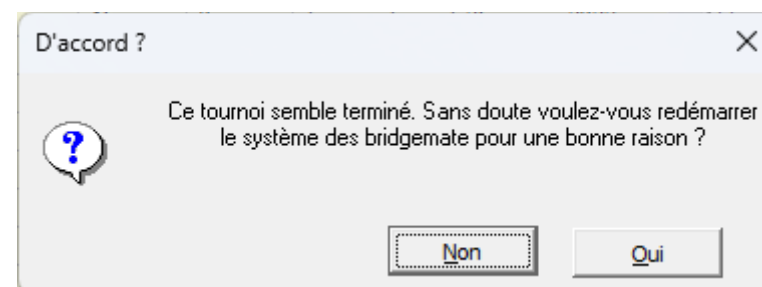 D'accord ?
Ce tournoi semble terminé. Sans doute voulez-vous redémarrer
le système des bridgemate pour une bonne raison ?
Non
Oui